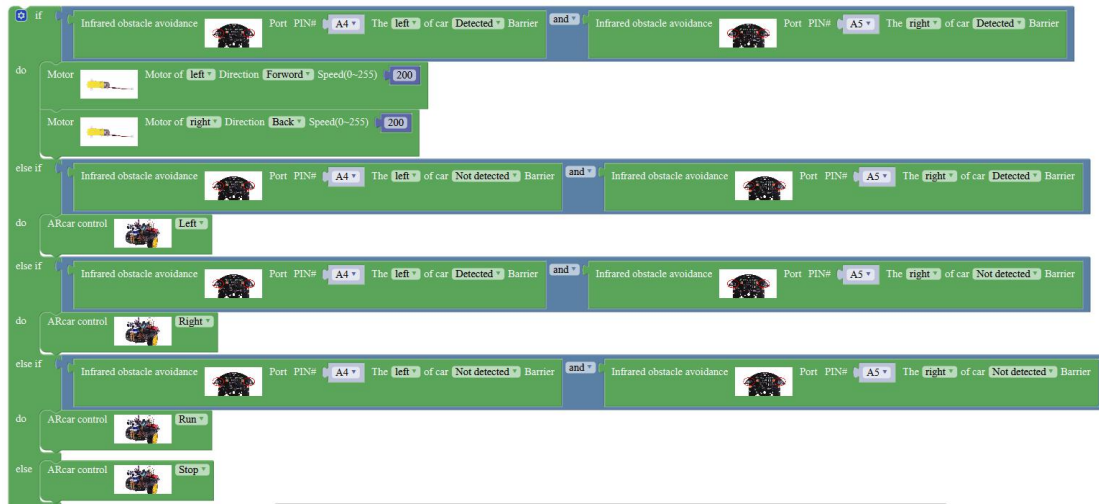 if Infrared obstacle avoidance Port PIN# A4 The left of car Detected Barrier and Infrared obstacle avoidance Port PIN# A5 The right of car Detected Barrier
do Motor Motor of left Direction Forword Speed(0~255) 200
Motor Motor of right Direction Back Speed(0~255) 200
else if Infrared obstacle avoidance Port PIN# A4 The left of car Not detected Barrier and Infrared obstacle avoidance Port PIN# A5 The right of car Detected Barrier
do ARcar control Left
else if Infrared obstacle avoidance Port PIN# A4 The left of car Detected Barrier and Infrared obstacle avoidance Port PIN# A5 The right of car Not detected Barrier
do ARcar control Right
else if Infrared obstacle avoidance Port PIN# A4 The left of car Not detected Barrier and Infrared obstacle avoidance Port PIN# A5 The right of car Not detected Barrier
do ARcar control Run
else ARcar control Stop